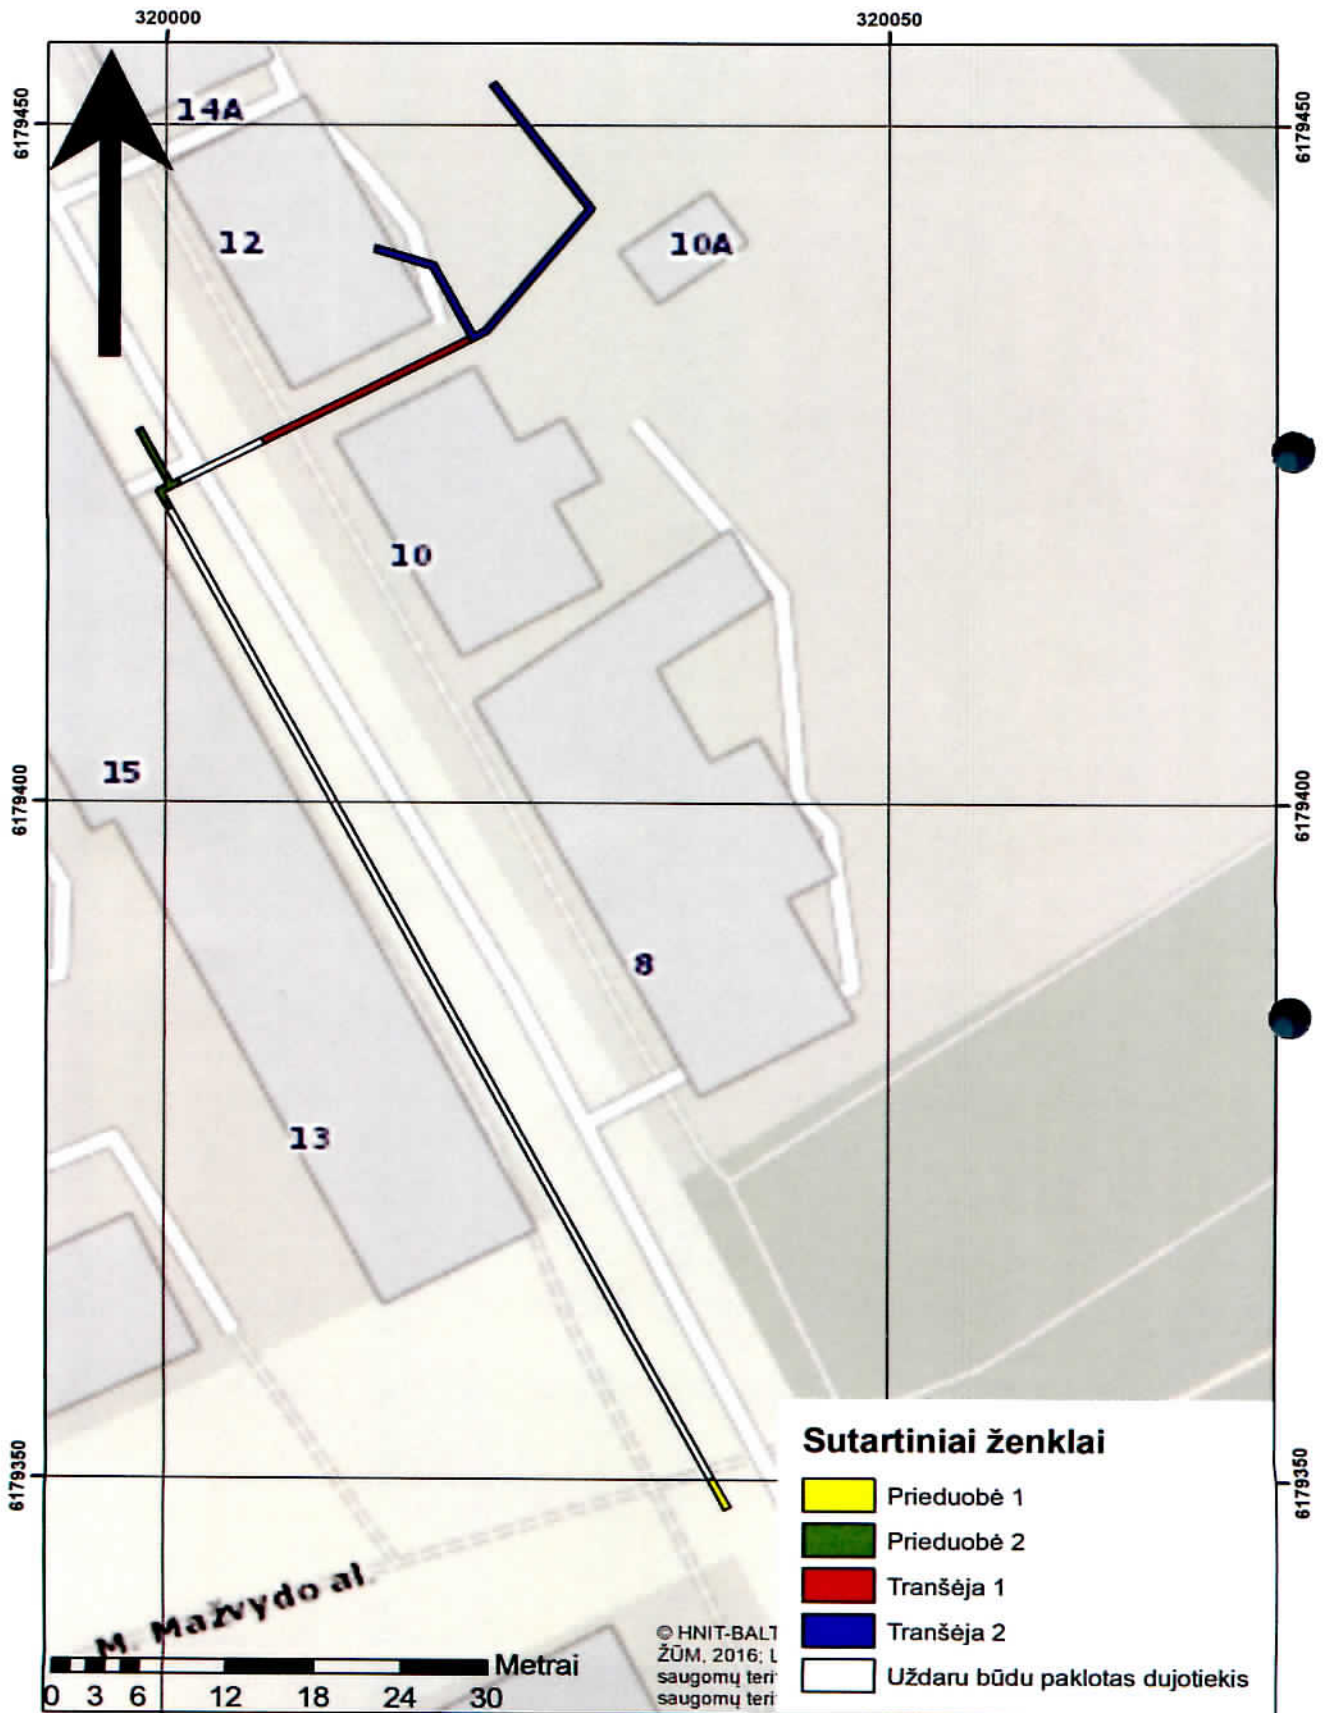 320000
320050
6179450
6179450
14A
12
10A
10
15
6179400
6179400
8
13
6179350
6179350
Sutartiniai ženklai
Prieduobė 1
Prieduobė 2
Tranšėja 1
Tranšėja 2
Uždaru būdu paklotas dujotiekis
M. Mažvydo al.
© HNIT-BALT
ŽŪM, 2016; L
saugomų teri
saugomų teri
Metrai
0 3 6 12 18 24 30